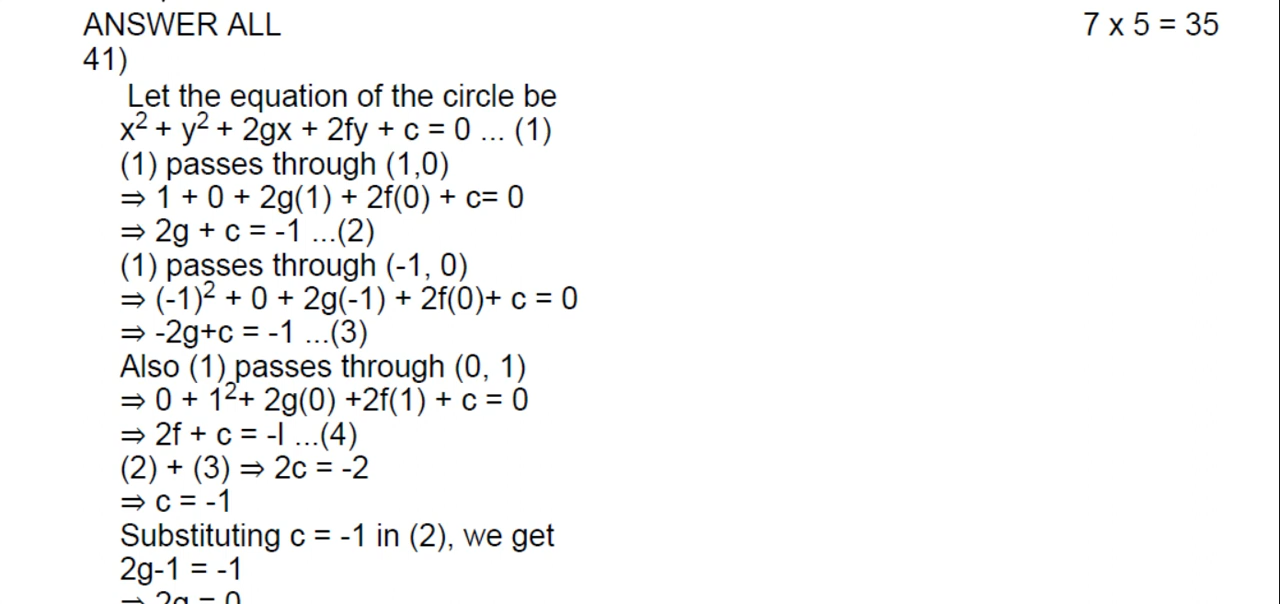 ANSWER ALL 7 x 5 = 35
41)
Let the equation of the circle be
x² + y² + 2gx + 2fy + c = 0 ... (1)
(1) passes through (1,0)
⇒ 1 + 0 + 2g(1) + 2f(0) + c= 0
⇒ 2g + c = -1 ...(2)
(1) passes through (-1, 0)
⇒ (-1)² + 0 + 2g(-1) + 2f(0)+ c = 0
⇒ -2g+c = -1 ...(3)
Also (1) passes through (0, 1)
⇒ 0 + 1²+ 2g(0) +2f(1) + c = 0
⇒ 2f + c = -l ...(4)
(2) + (3) ⇒ 2c = -2
⇒ c = -1
Substituting c = -1 in (2), we get
2g-1 = -1
⇒ 2g = 0